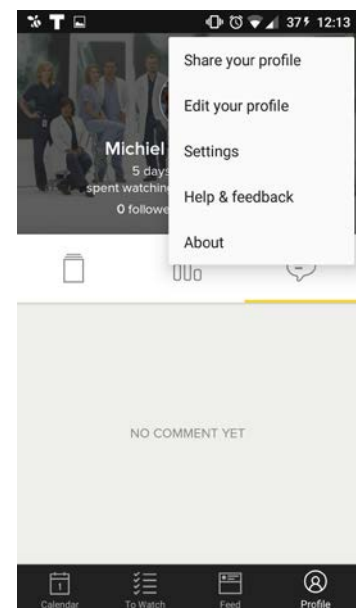 37 12:13
Share your profile
Edit your profile
Settings
Help & feedback
About
Michiel
5 days
spent watching
0 followe
NO COMMENT YET
1
Calendar
To Watch
Feed
Profile